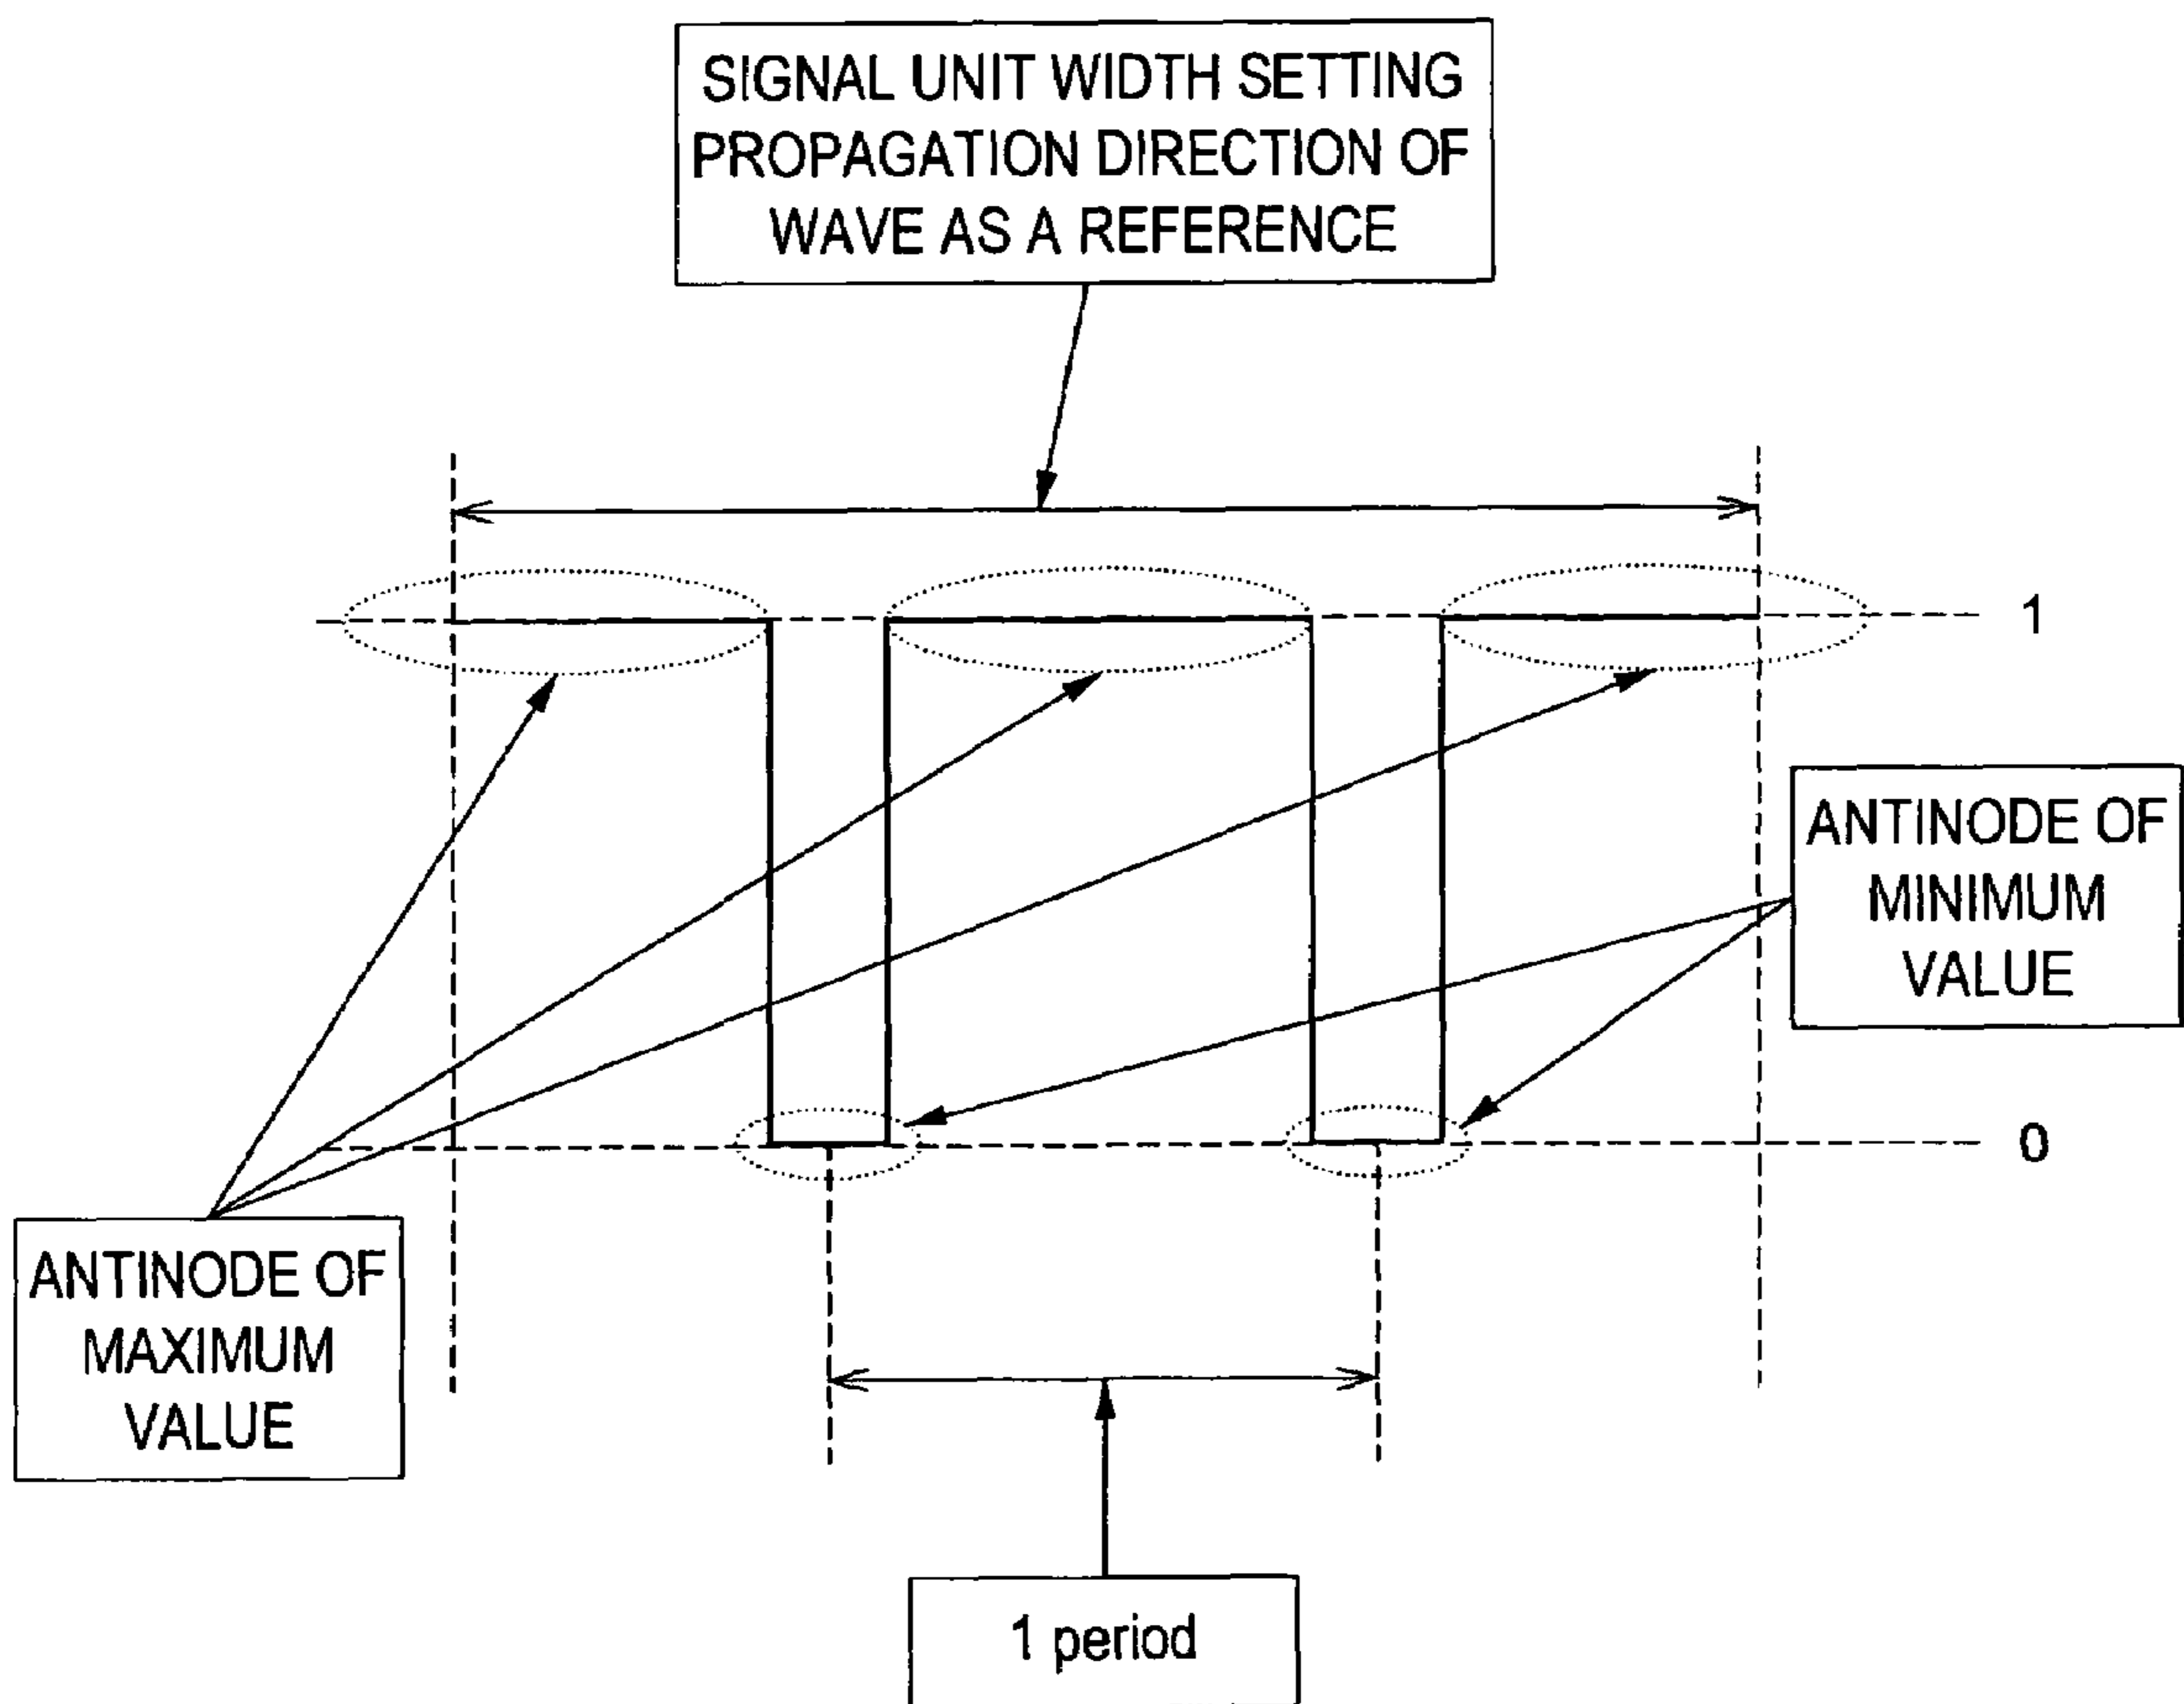 SIGNAL UNIT WIDTH SETTING
PROPAGATION DIRECTION OF
WAVE AS A REFERENCE
1
ANTINODE OF
MINIMUM
VALUE
0
ANTINODE OF
MAXIMUM
VALUE
1 period